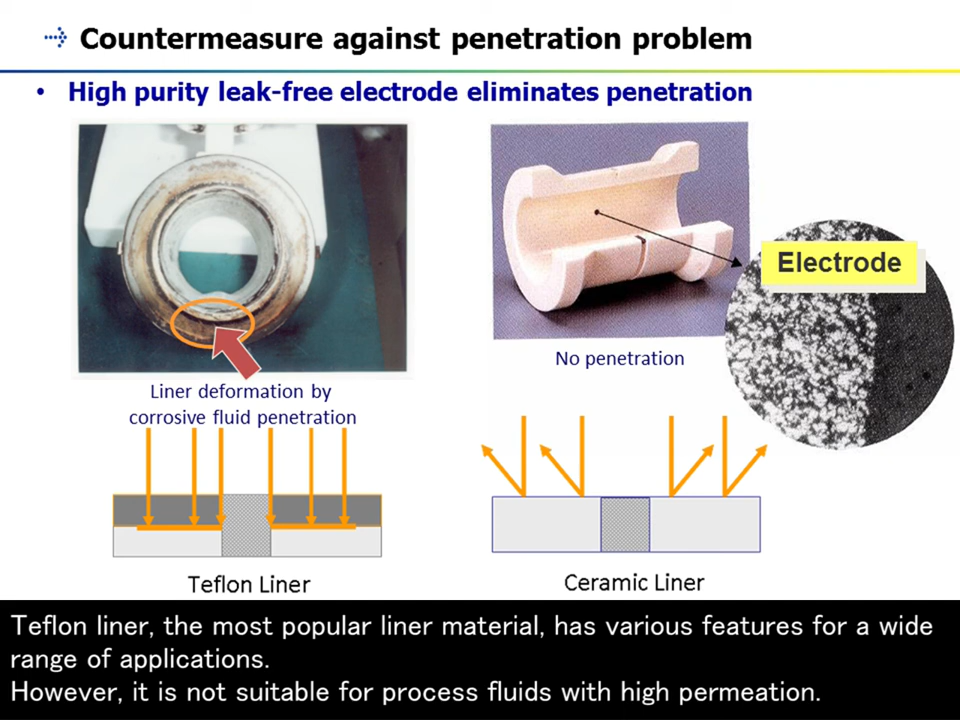 Countermeasure against penetration problem
• High purity leak-free electrode eliminates penetration
Electrode
No penetration
Liner deformation by
corrosive fluid penetration
Teflon Liner
Ceramic Liner
Teflon liner, the most popular liner material, has various features for a wide
range of applications.
However, it is not suitable for process fluids with high permeation.